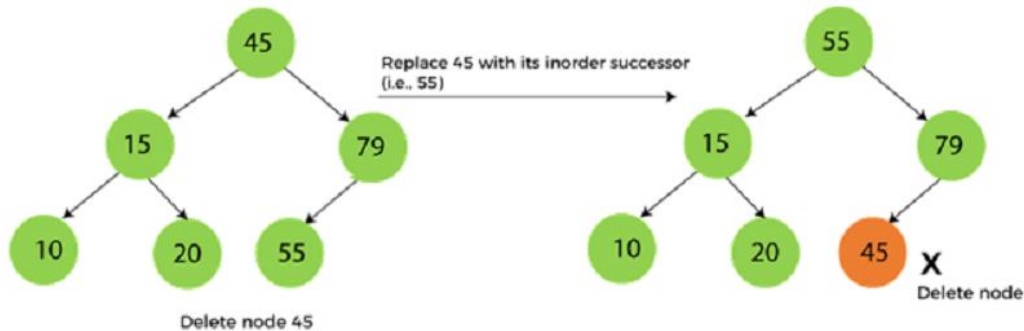 45
55
Replace 45 with its inorder successor
(i.e., 55)
15
79
15
79
10
20
55
10
20
45
X
Delete node
Delete node 45